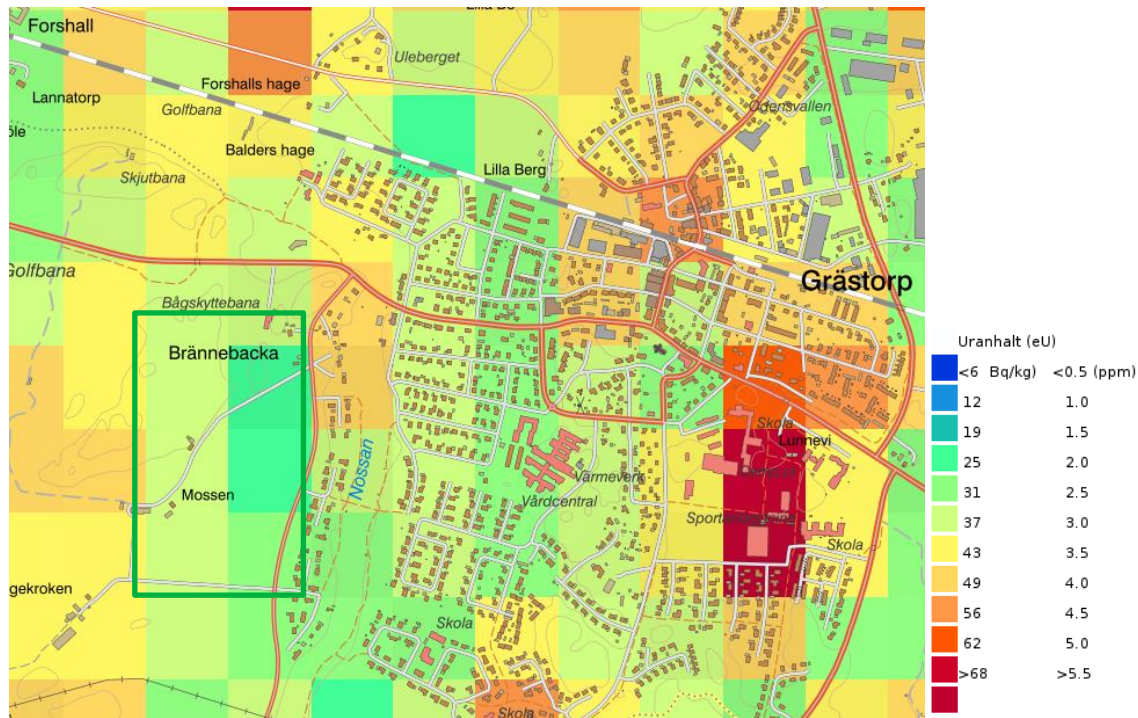 Forshall
Uleberget
Forshalls hage
Lannatorp
Golfbana
Odensvallen
Balders hage
Lilla Berg
Skjutbana
Golfbana
Grästorp
Bågskyttebana
Brännebacka
Uranhalt (eU)
<6 Bq/kg) <0.5 (ppm)
12 1.0
19 1.5
25 2.0
31 2.5
37 3.0
43 3.5
49 4.0
56 4.5
62 5.0
>68 >5.5
Skola
Lunnevi
Nossan
Värmeverk
Mossen
Vårdcentral
Skola
gekroken
Skola
Skola